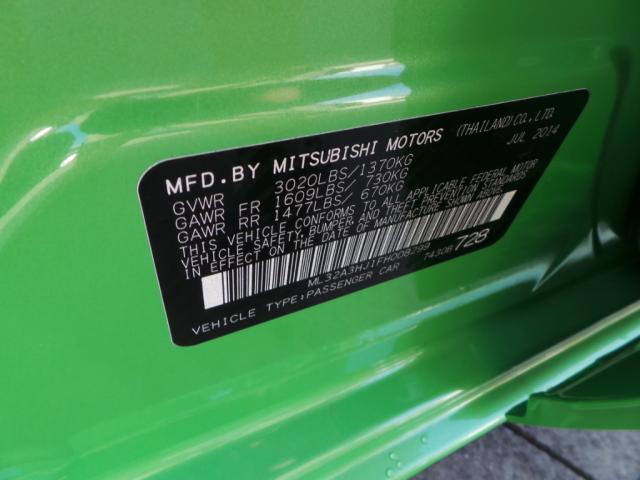 MFD.BY MITSUBISHI MOTORS (THAILAND) CO., LTD.
JUL 2014
GVWR 3020LBS/1370KG
GAWR FR 1609LBS/ 730KG
GAWR RR 1477LBS/ 670KG
THIS VEHICLE CONFORMS TO ALL APPLICABLE FEDERAL MOTOR
VEHICLE SAFETY, BUMPER AND THEFT PREVENTION STANDARDS
IN EFFECT ON THE DATE OF MANUFACTURE SHOWN ABOVE.
ML32A3HJ1FH008299 7430B 728
VEHICLE TYPE:PASSENGER CAR